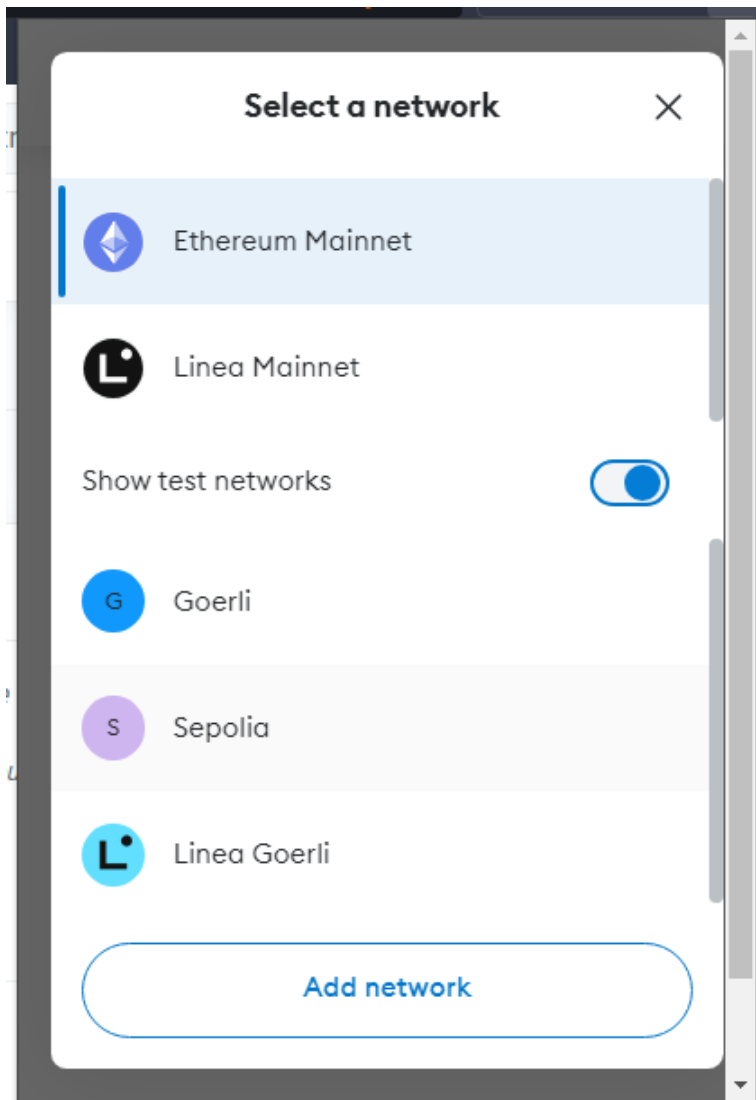 Select a network
Ethereum Mainnet
Linea Mainnet
Show test networks
G
Goerli
S
Sepolia
Linea Goerli
Add network